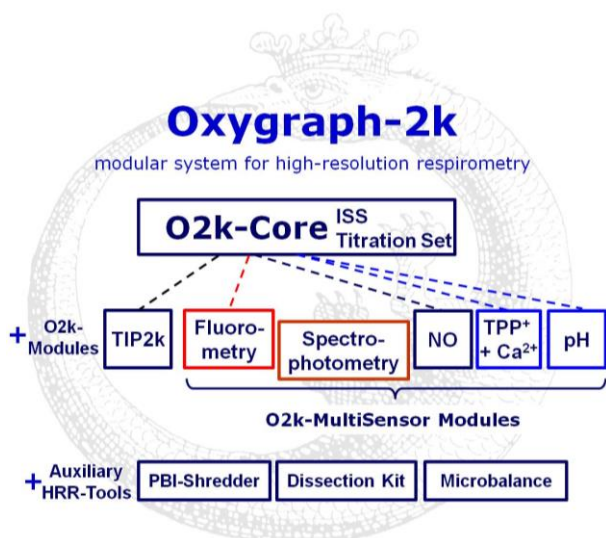 Oxygraph-2k
modular system for high-resolution respirometry
O2k-Core
ISS
Titration Set
+
O2k-
Modules
TIP2k
Fluoro-
metry
Spectro-
photometry
NO
TPP⁺
+ Ca²⁺
pH
O2k-MultiSensor Modules
+
Auxiliary
HRR-Tools
PBI-Shredder
Dissection Kit
Microbalance